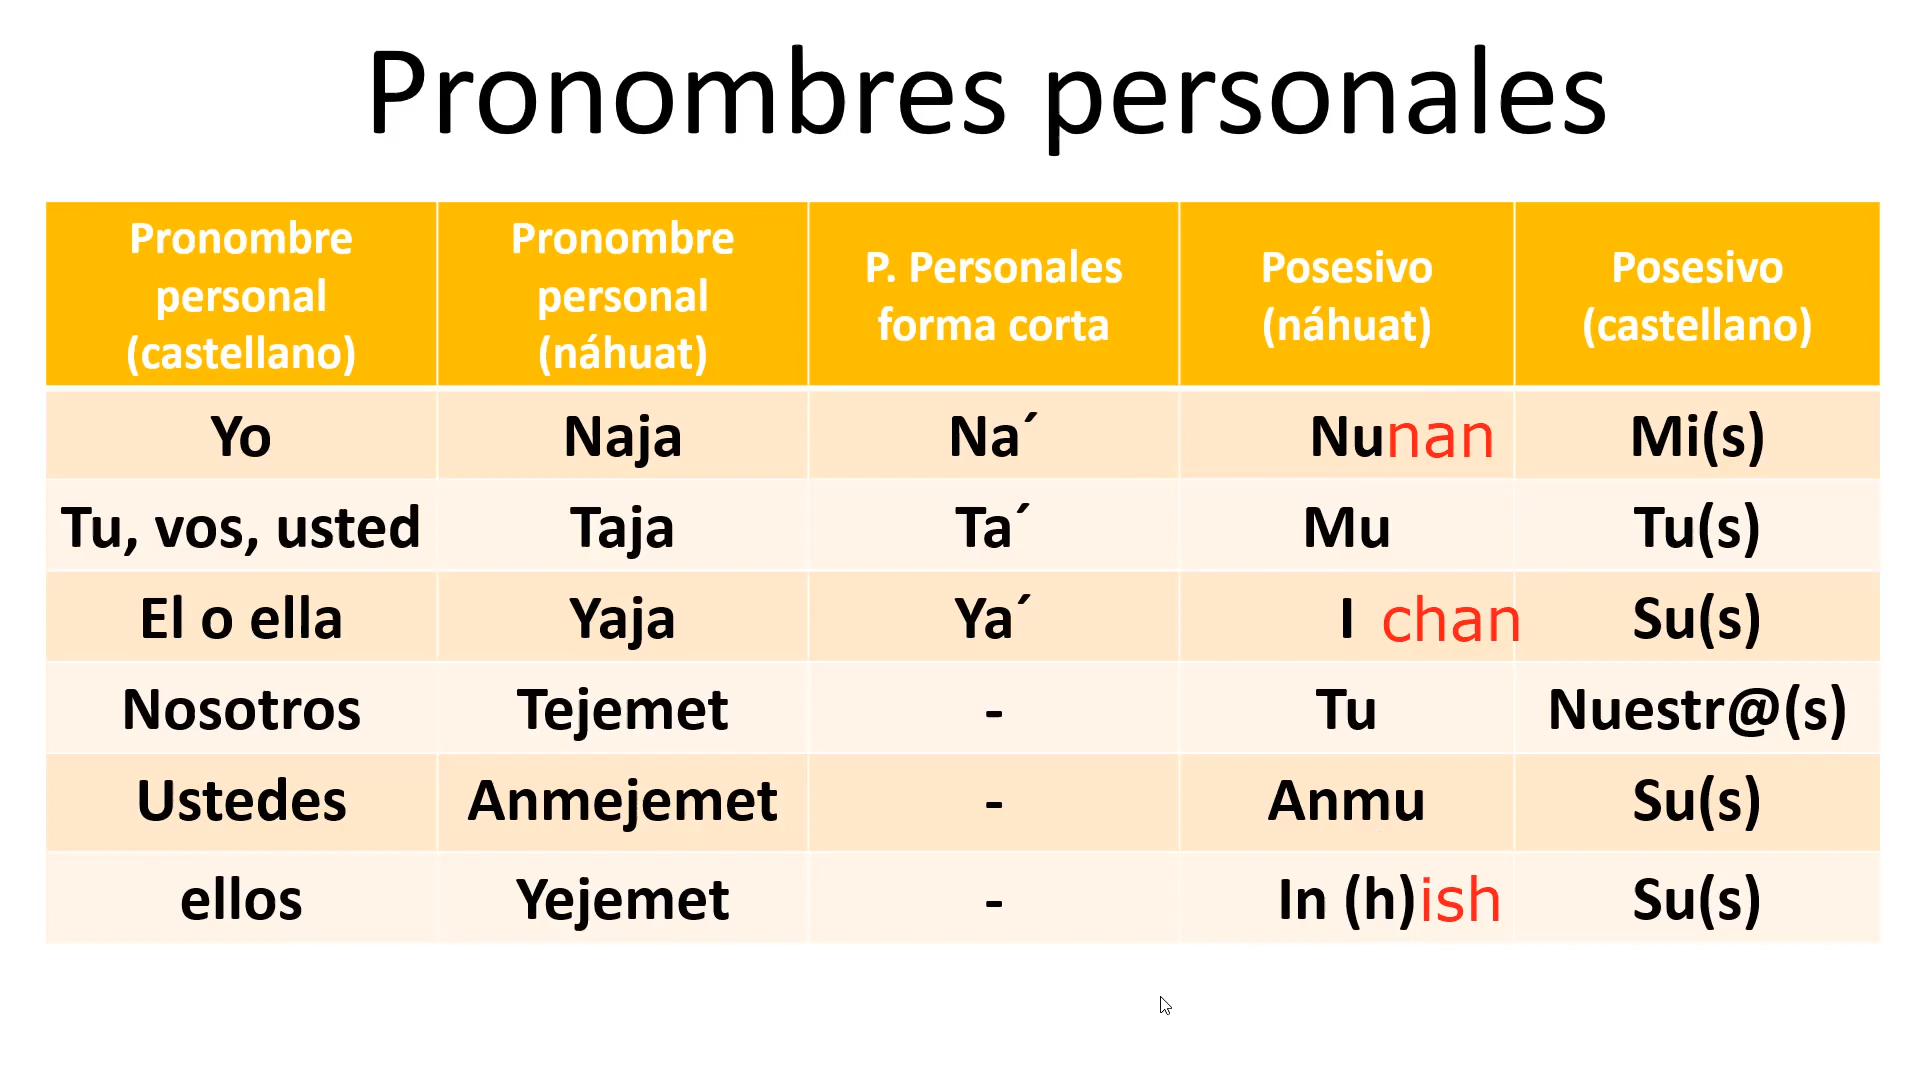 Pronombres personales
Pronombre personal (castellano) Pronombre personal (náhuat) P. Personales forma corta Posesivo (náhuat) Posesivo (castellano)
Yo Naja Na´ Nunan Mi(s)
Tu, vos, usted Taja Ta´ Mu Tu(s)
El o ella Yaja Ya´ I chan Su(s)
Nosotros Tejemet - Tu Nuestr@(s)
Ustedes Anmejemet - Anmu Su(s)
ellos Yejemet - In (h)ish Su(s)